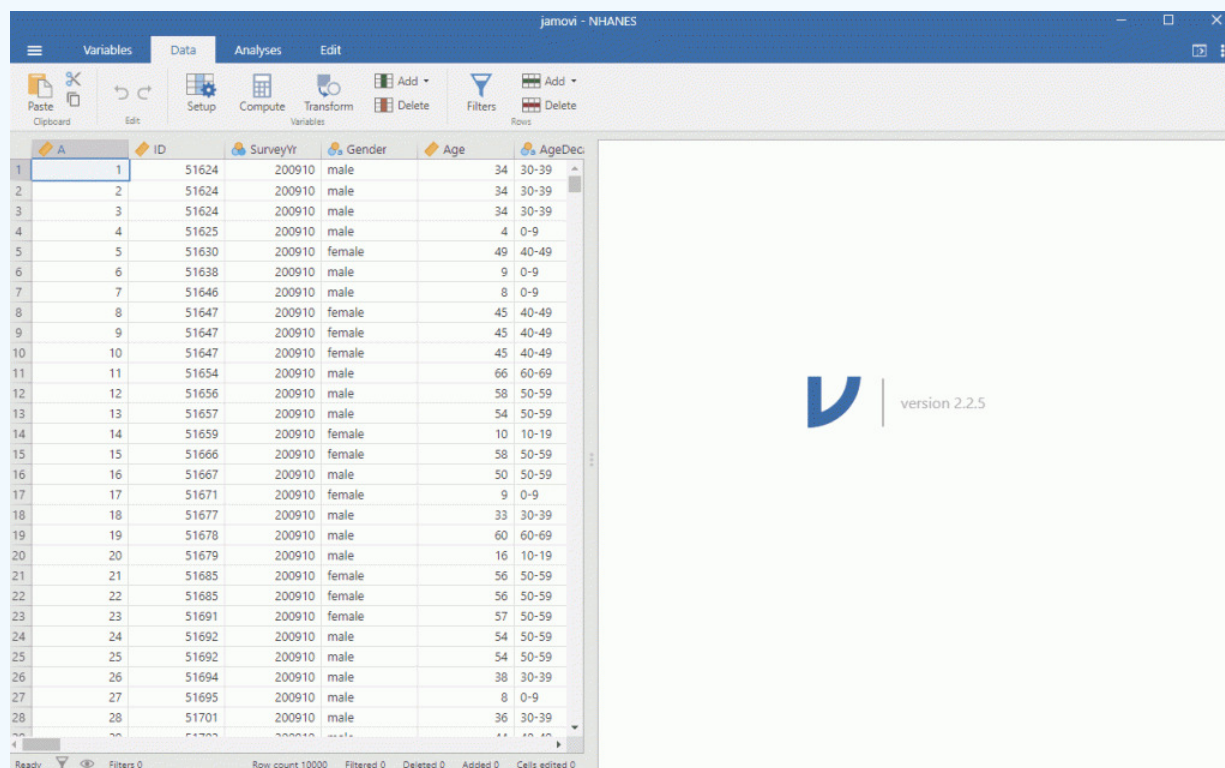 jamovi - NHANES
Variables Data Analyses Edit
Paste Setup Compute Transform Add Delete Filters Add Delete
Clipboard Edit Variables Rows
A ID SurveyYr Gender Age AgeDec
1 1 51624 200910 male 34 30-39
2 2 51624 200910 male 34 30-39
3 3 51624 200910 male 34 30-39
4 4 51625 200910 male 4 0-9
5 5 51630 200910 female 49 40-49
6 6 51638 200910 male 9 0-9
7 7 51646 200910 male 8 0-9
8 8 51647 200910 female 45 40-49
9 9 51647 200910 female 45 40-49
10 10 51647 200910 female 45 40-49
11 11 51654 200910 male 66 60-69
12 12 51656 200910 male 58 50-59
13 13 51657 200910 male 54 50-59
14 14 51659 200910 female 10 10-19
15 15 51666 200910 female 58 50-59
16 16 51667 200910 male 50 50-59
17 17 51671 200910 female 9 0-9
18 18 51677 200910 male 33 30-39
19 19 51678 200910 male 60 60-69
20 20 51679 200910 male 16 10-19
21 21 51685 200910 female 56 50-59
22 22 51685 200910 female 56 50-59
23 23 51691 200910 female 57 50-59
24 24 51692 200910 male 54 50-59
25 25 51692 200910 male 54 50-59
26 26 51694 200910 male 38 30-39
27 27 51695 200910 male 8 0-9
28 28 51701 200910 male 36 30-39
version 2.2.5
Ready Filters 0 Row count 10000 Filtered 0 Deleted 0 Added 0 Cells edited 0